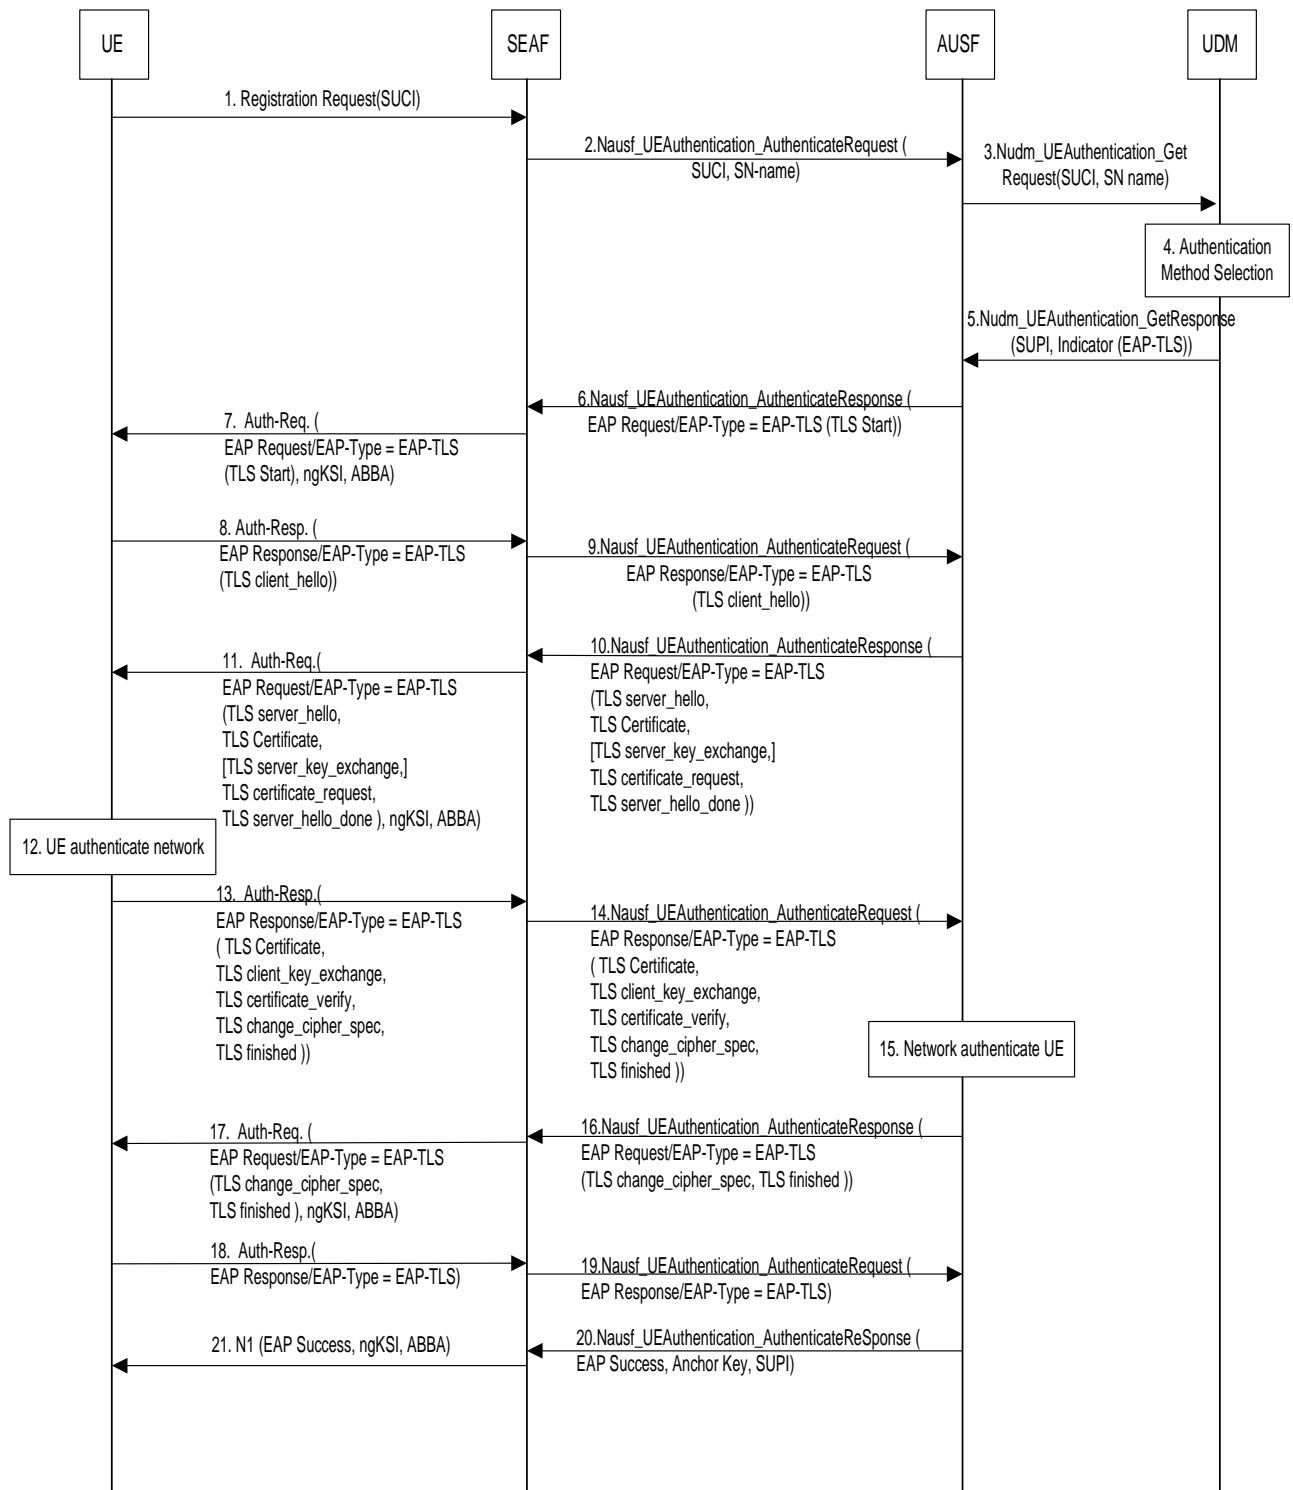 UE
SEAF
AUSF
UDM
1. Registration Request(SUCI)
2.Nausf_UEAuthentication_AuthenticateRequest (
SUCI, SN-name)
3.Nudm_UEAuthentication_Get
Request(SUCI, SN name)
4. Authentication
Method Selection
5.Nudm_UEAuthentication_GetResponse
(SUPI, Indicator (EAP-TLS))
6.Nausf_UEAuthentication_AuthenticateResponse (
EAP Request/EAP-Type = EAP-TLS (TLS Start))
7. Auth-Req. (
EAP Request/EAP-Type = EAP-TLS
(TLS Start), ngKSI, ABBA)
8. Auth-Resp. (
EAP Response/EAP-Type = EAP-TLS
(TLS client_hello))
9.Nausf_UEAuthentication_AuthenticateRequest (
EAP Response/EAP-Type = EAP-TLS
(TLS client_hello))
10.Nausf_UEAuthentication_AuthenticateResponse (
EAP Request/EAP-Type = EAP-TLS
(TLS server_hello,
TLS Certificate,
[TLS server_key_exchange,]
TLS certificate_request,
TLS server_hello_done ))
11. Auth-Req.(
EAP Request/EAP-Type = EAP-TLS
(TLS server_hello,
TLS Certificate,
[TLS server_key_exchange,]
TLS certificate_request,
TLS server_hello_done ), ngKSI, ABBA)
12. UE authenticate network
13. Auth-Resp.(
EAP Response/EAP-Type = EAP-TLS
( TLS Certificate,
TLS client_key_exchange,
TLS certificate_verify,
TLS change_cipher_spec,
TLS finished ))
14.Nausf_UEAuthentication_AuthenticateRequest (
EAP Response/EAP-Type = EAP-TLS
( TLS Certificate,
TLS client_key_exchange,
TLS certificate_verify,
TLS change_cipher_spec,
TLS finished ))
15. Network authenticate UE
16.Nausf_UEAuthentication_AuthenticateResponse (
EAP Request/EAP-Type = EAP-TLS
(TLS change_cipher_spec, TLS finished ))
17. Auth-Req. (
EAP Request/EAP-Type = EAP-TLS
(TLS change_cipher_spec,
TLS finished ), ngKSI, ABBA)
18. Auth-Resp.(
EAP Response/EAP-Type = EAP-TLS)
19.Nausf_UEAuthentication_AuthenticateRequest (
EAP Response/EAP-Type = EAP-TLS)
20.Nausf_UEAuthentication_AuthenticateReSponse (
EAP Success, Anchor Key, SUPI)
21. N1 (EAP Success, ngKSI, ABBA)